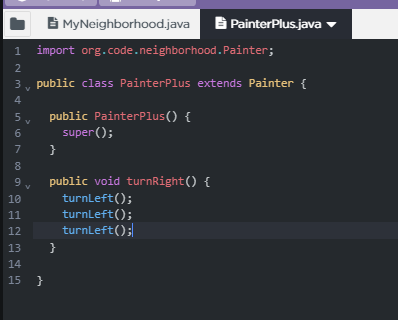 MyNeighborhood.java PainterPlus.java
1 import org.code.neighborhood.Painter;
2
3 public class PainterPlus extends Painter {
4
5 public PainterPlus() {
6 super();
7 }
8
9 public void turnRight() {
10 turnLeft();
11 turnLeft();
12 turnLeft();
13 }
14
15 }